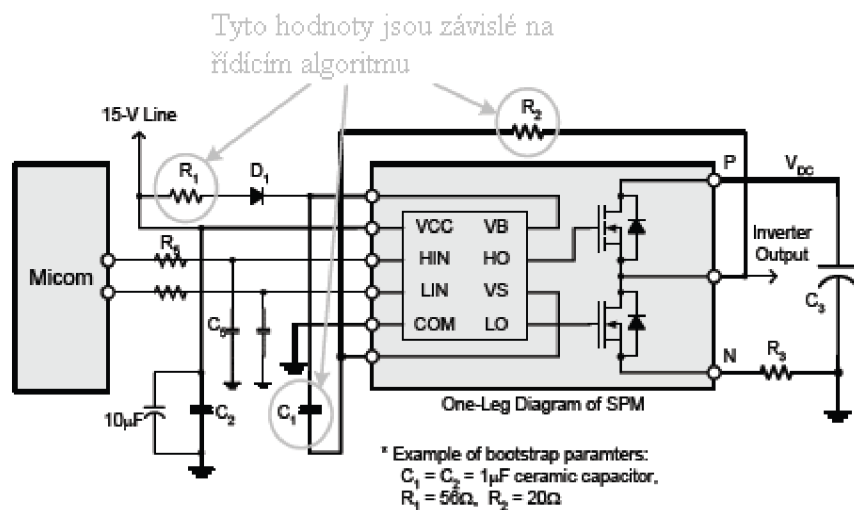 Tyto hodnoty jsou závislé na
řídícím algoritmu
15-V Line
R2
R1
D1
P
VDC
VCC
VB
Inverter
Output
R5
HIN
HO
Micom
LIN
VS
C5
COM
LO
C3
N
R3
10µF
C2
C1
One-Leg Diagram of SPM
* Example of bootstrap paramters:
C1 = C2 = 1µF ceramic capacitor,
R1 = 56Ω, R2 = 20Ω